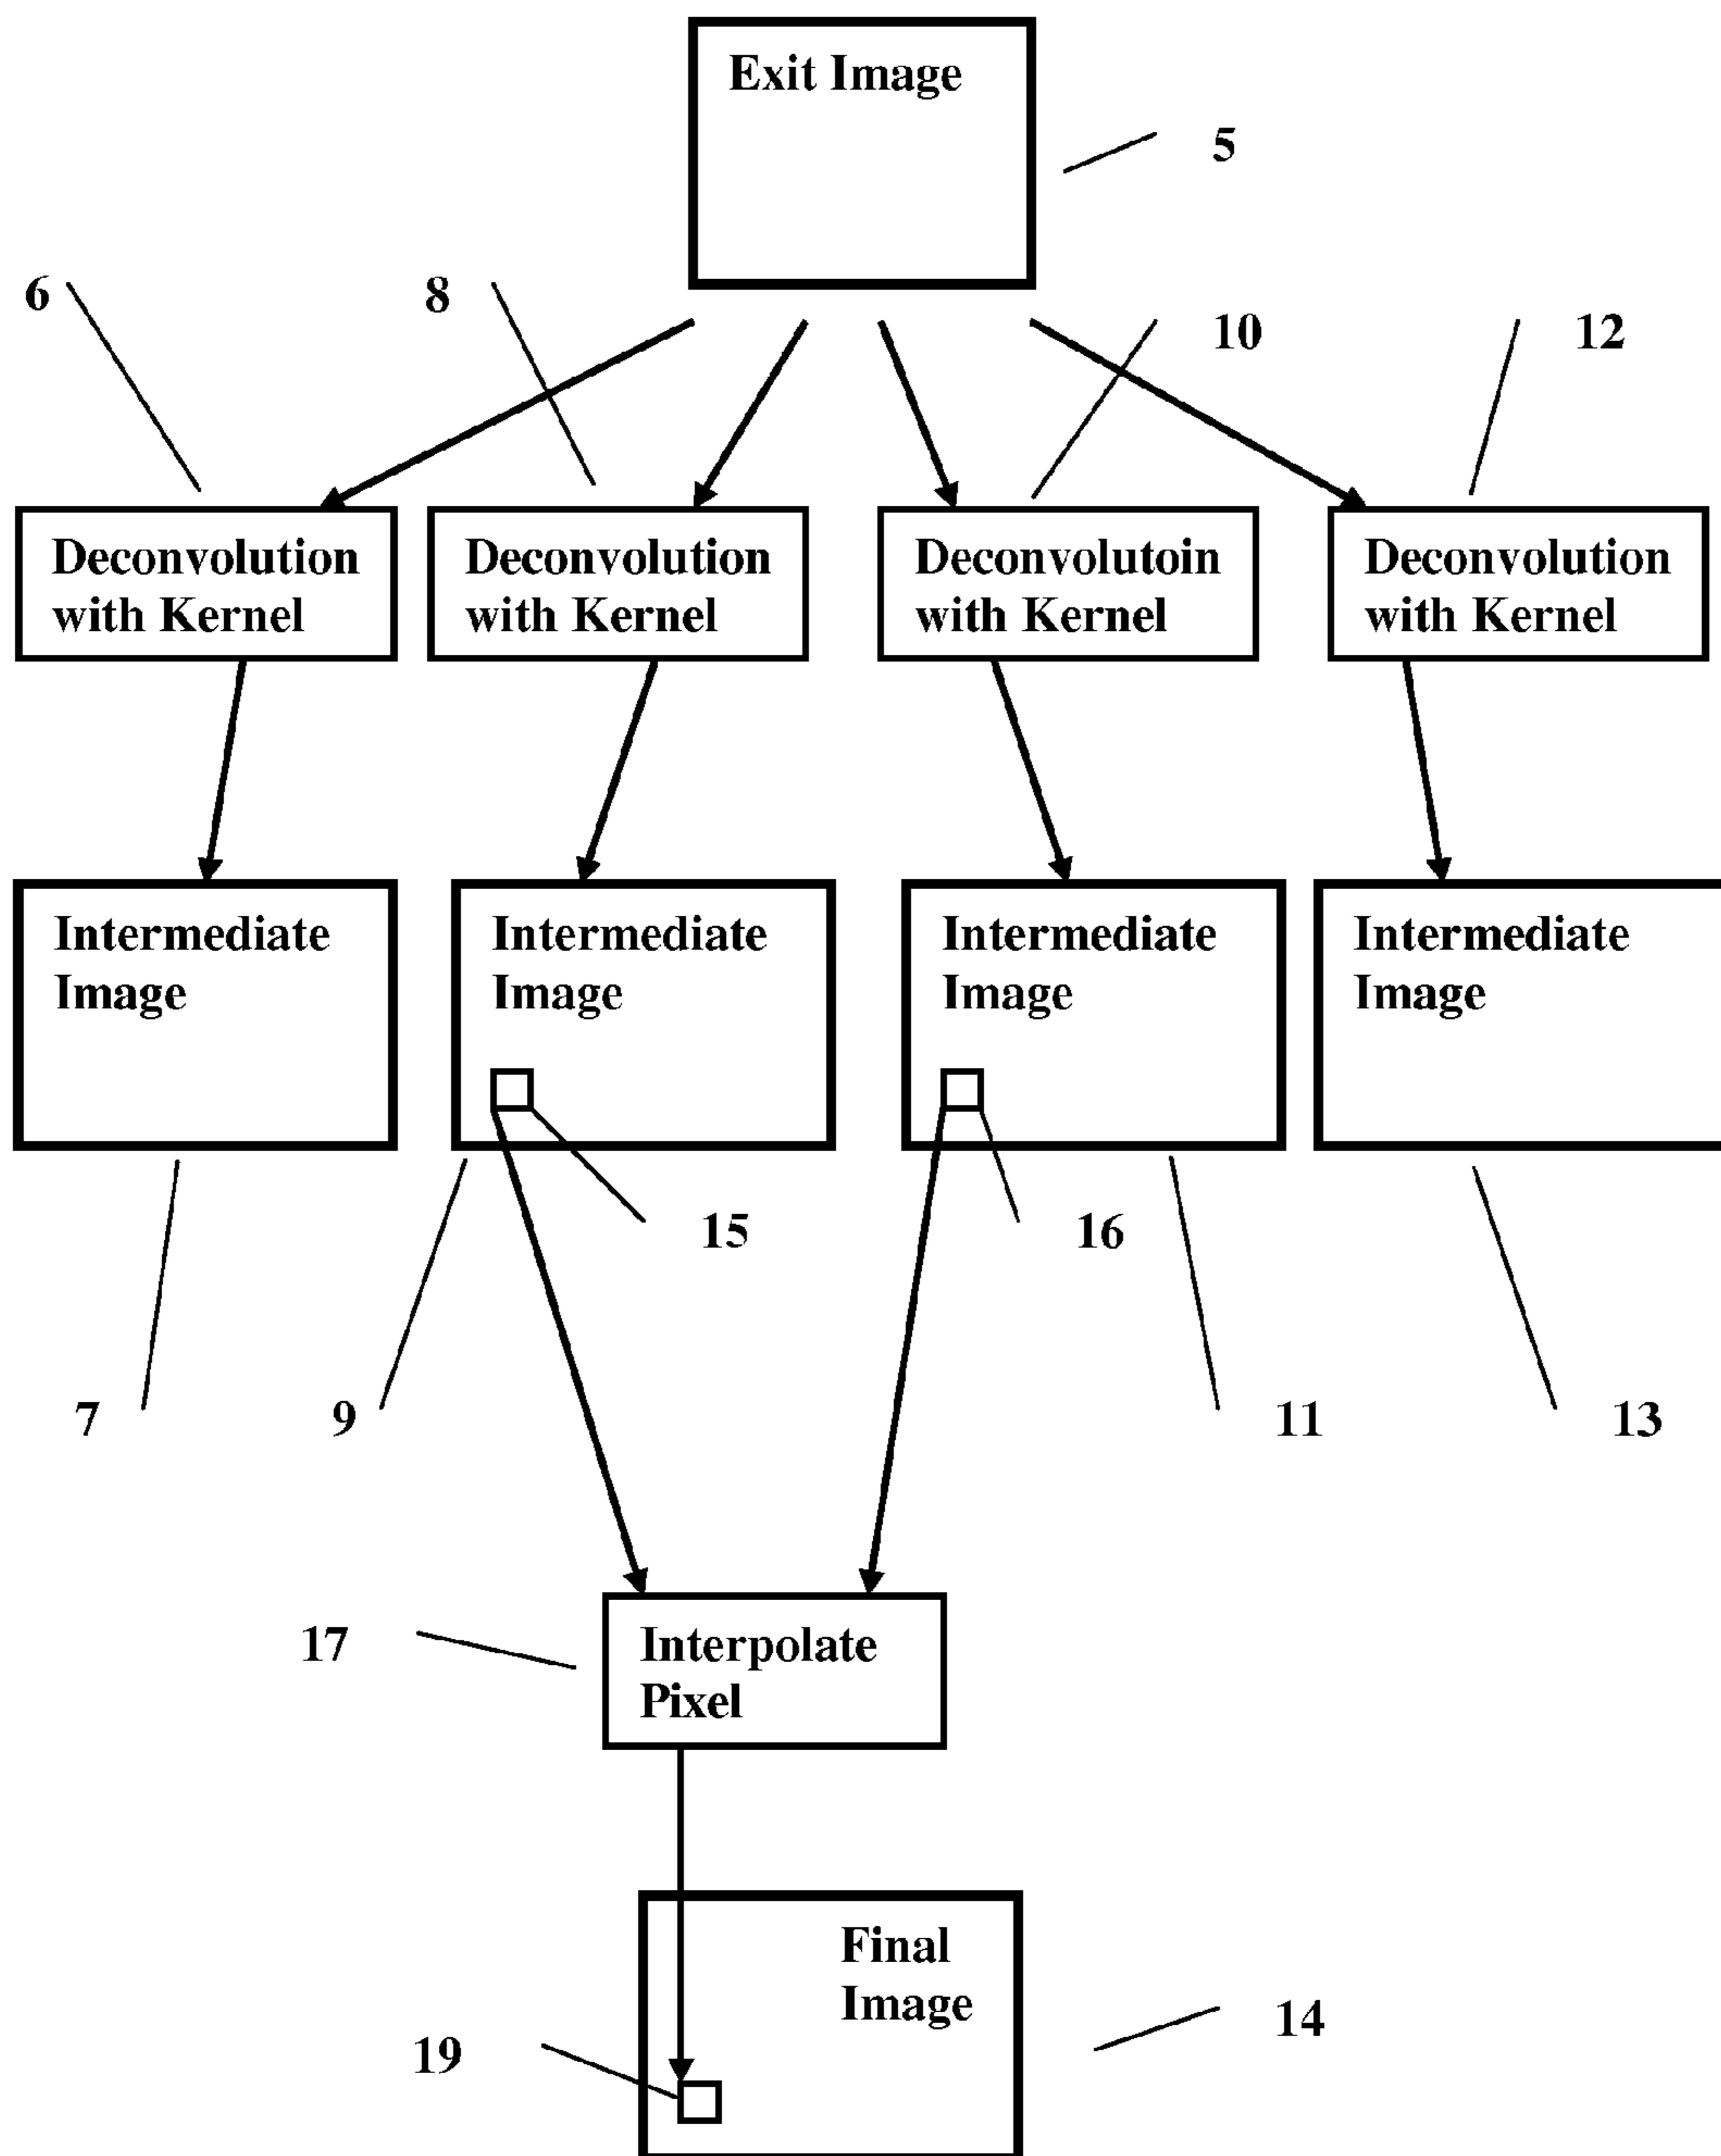 Exit Image
5
6
8
10
12
Deconvolution
with Kernel
Deconvolution
with Kernel
Deconvolutoin
with Kernel
Deconvolution
with Kernel
Intermediate
Image
Intermediate
Image
Intermediate
Image
Intermediate
Image
15
16
7
9
11
13
17
Interpolate
Pixel
Final
Image
14
19